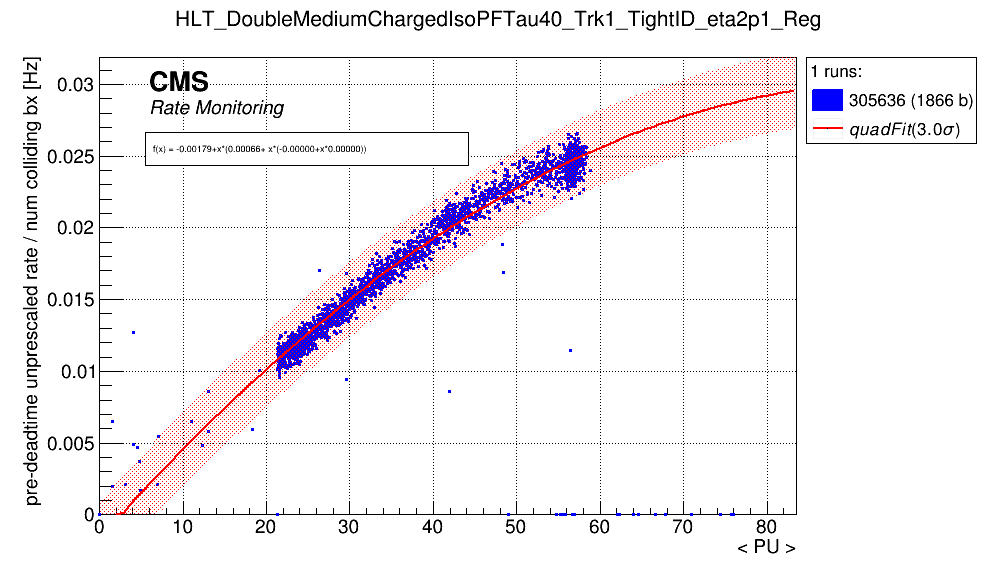 HLT_DoubleMediumChargedIsoPFTau40_Trk1_TightID_eta2p1_Reg
pre-deadtime unprescaled rate / num colliding bx [Hz]
CMS
Rate Monitoring
f(x) = -0.00179+x*(0.00066+ x*(-0.00000+x*0.00000))
1 runs:
305636 (1866 b)
quadFit(3.0σ)
0.03
0.025
0.02
0.015
0.01
0.005
0
0 10 20 30 40 50 60 70 80
< PU >